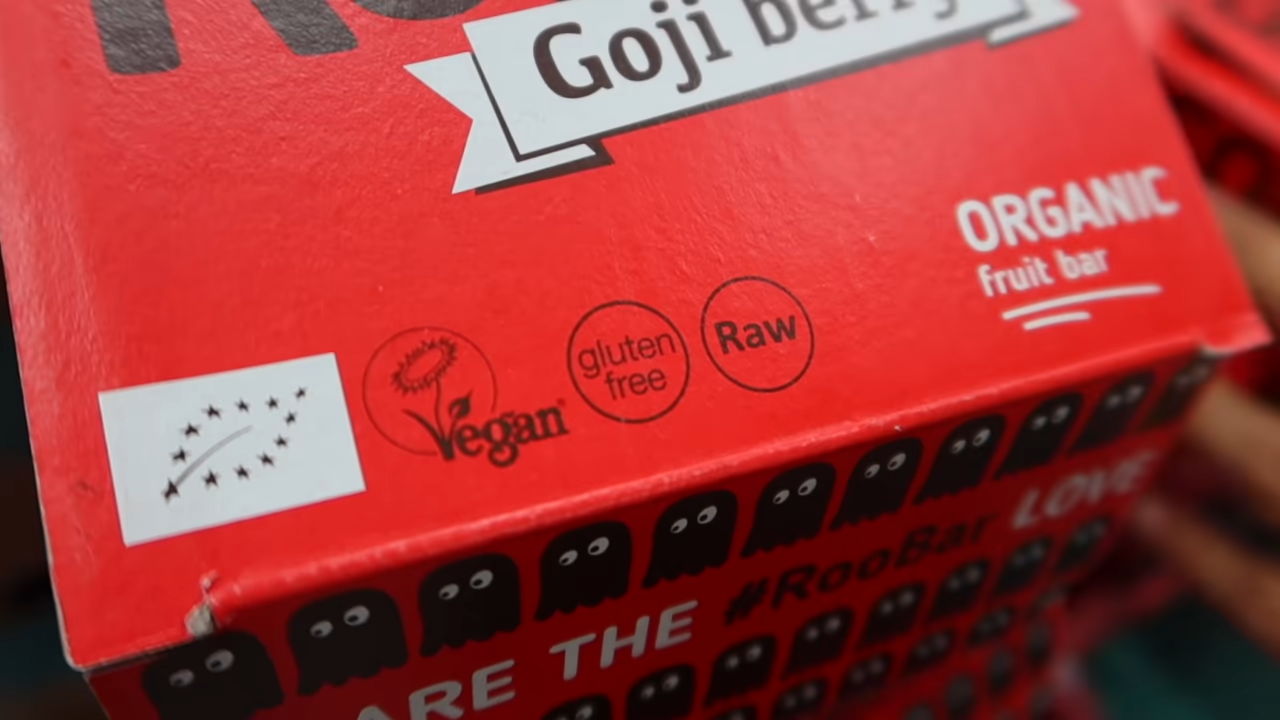 Goji berry
ORGANIC
fruit bar
Vegan
gluten
free
Raw
ARE THE #RooBar LOVE